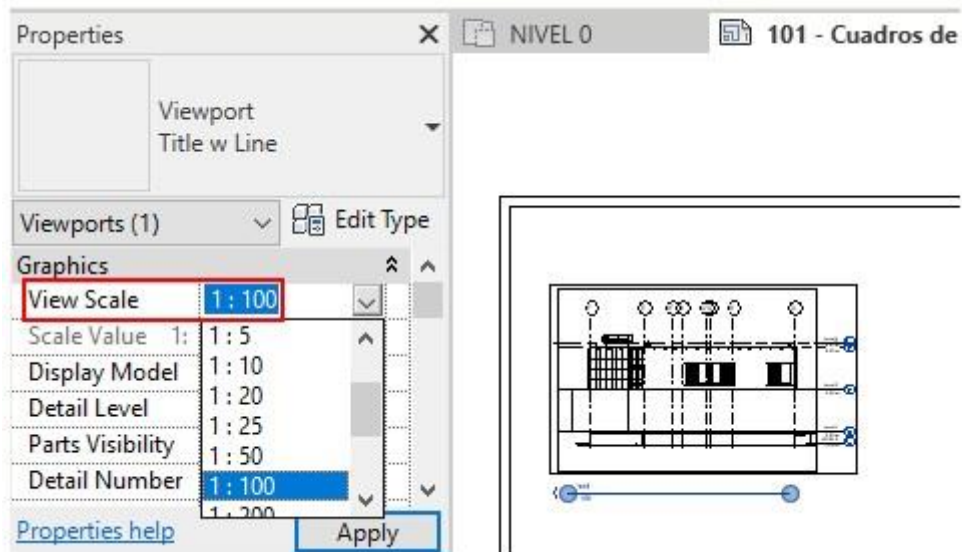 Properties
NIVEL 0
101 - Cuadros de
Viewport
Title w Line
Viewports (1)
Edit Type
Graphics
View Scale
1 : 100
Scale Value 1:
1 : 5
Display Model
1 : 10
1 : 20
Detail Level
1 : 25
Parts Visibility
1 : 50
Detail Number
1 : 100
1 : 200
Properties help
Apply